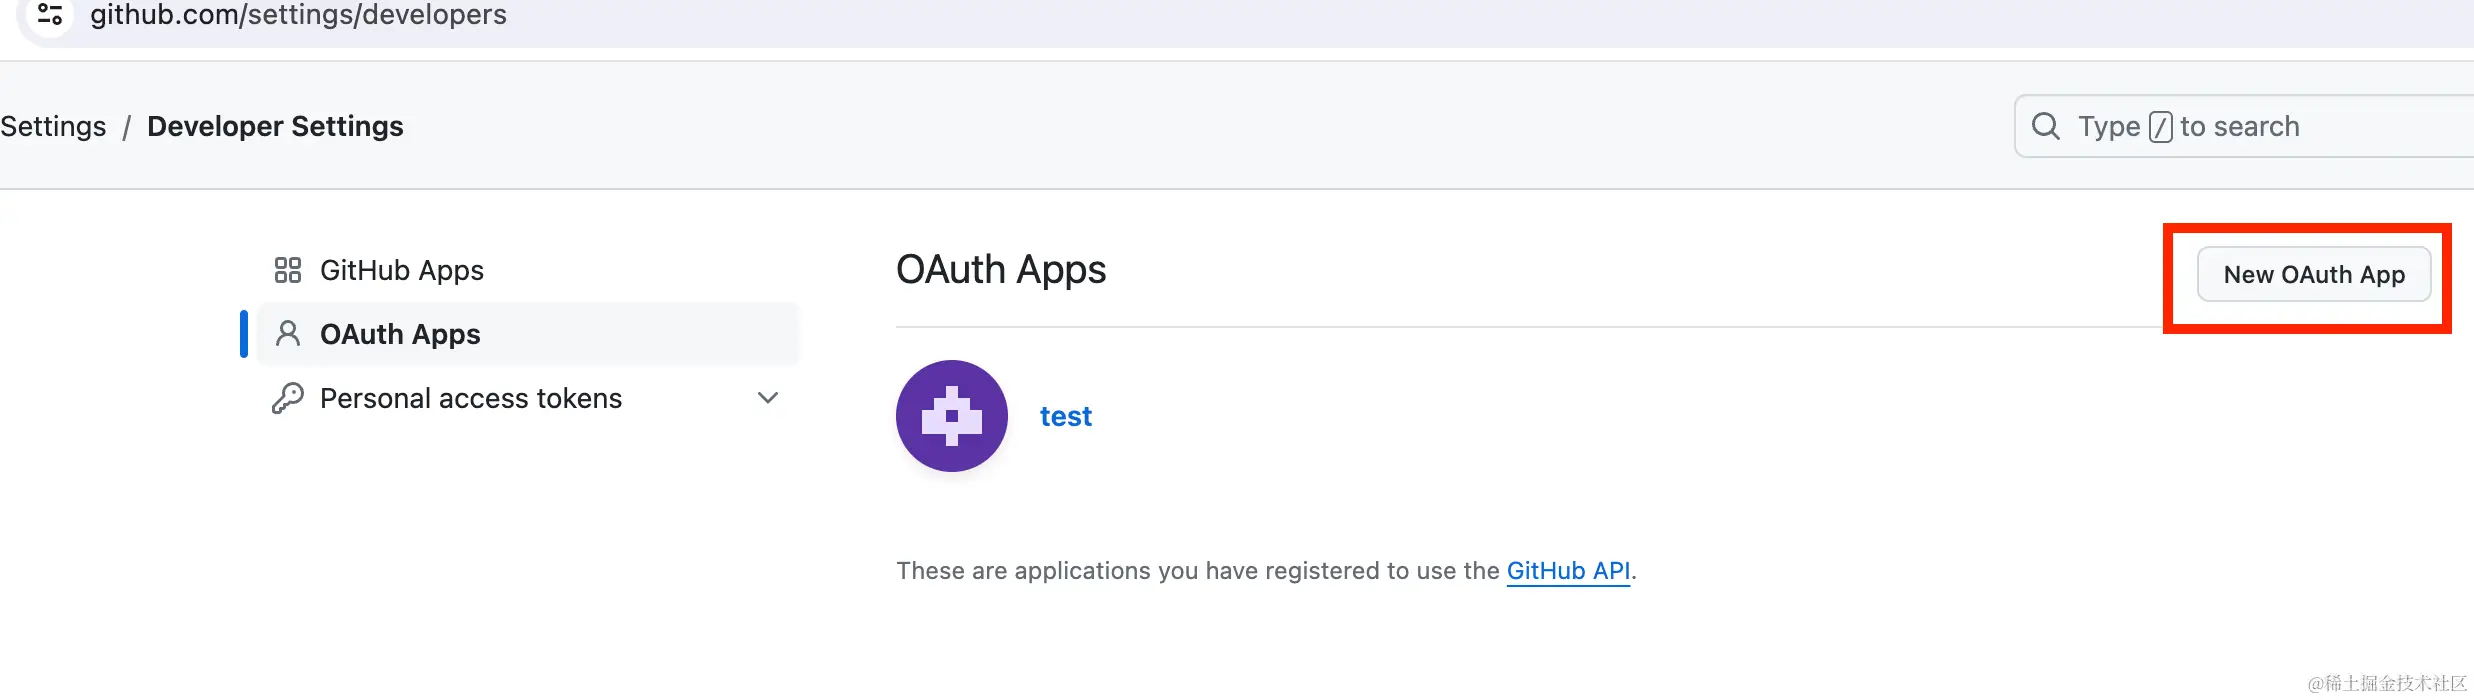 github.com/settings/developers
Settings / Developer Settings
Type / to search
GitHub Apps
OAuth Apps
Personal access tokens
OAuth Apps
New OAuth App
test
These are applications you have registered to use the GitHub API.
@稀土掘金技术社区